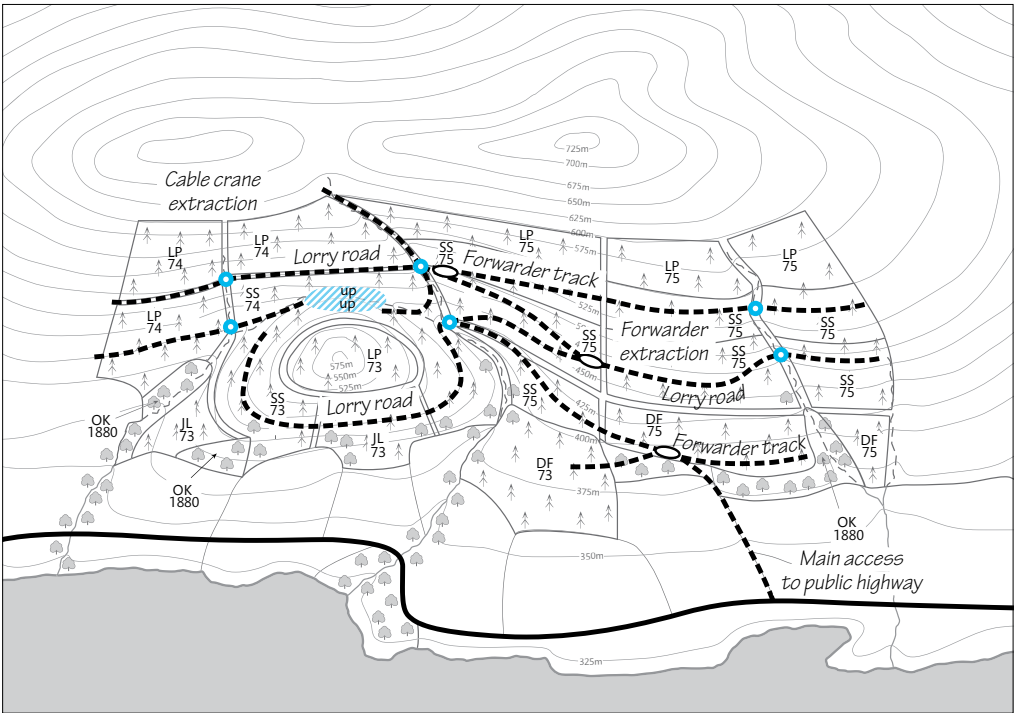 725m
700m
675m
650m
625m
600m
575m
Cable crane
extraction
LP
74
LP
74
Lorry road
SS
75
LP
75
Forwarder track
LP
75
LP
75
SS
74
up
up
525m
LP
74
SS
75
Forwarder
extraction
SS
75
SS
75
SS
75
450m
LP
73
575m
550m
525m
SS
73
Lorry road
SS
75
Lorry road
SS
75
425m
OK
1880
JL
73
JL
73
DF
75
400m
Forwarder track
DF
75
DF
73
375m
OK
1880
OK
1880
350m
Main access
to public highway
325m